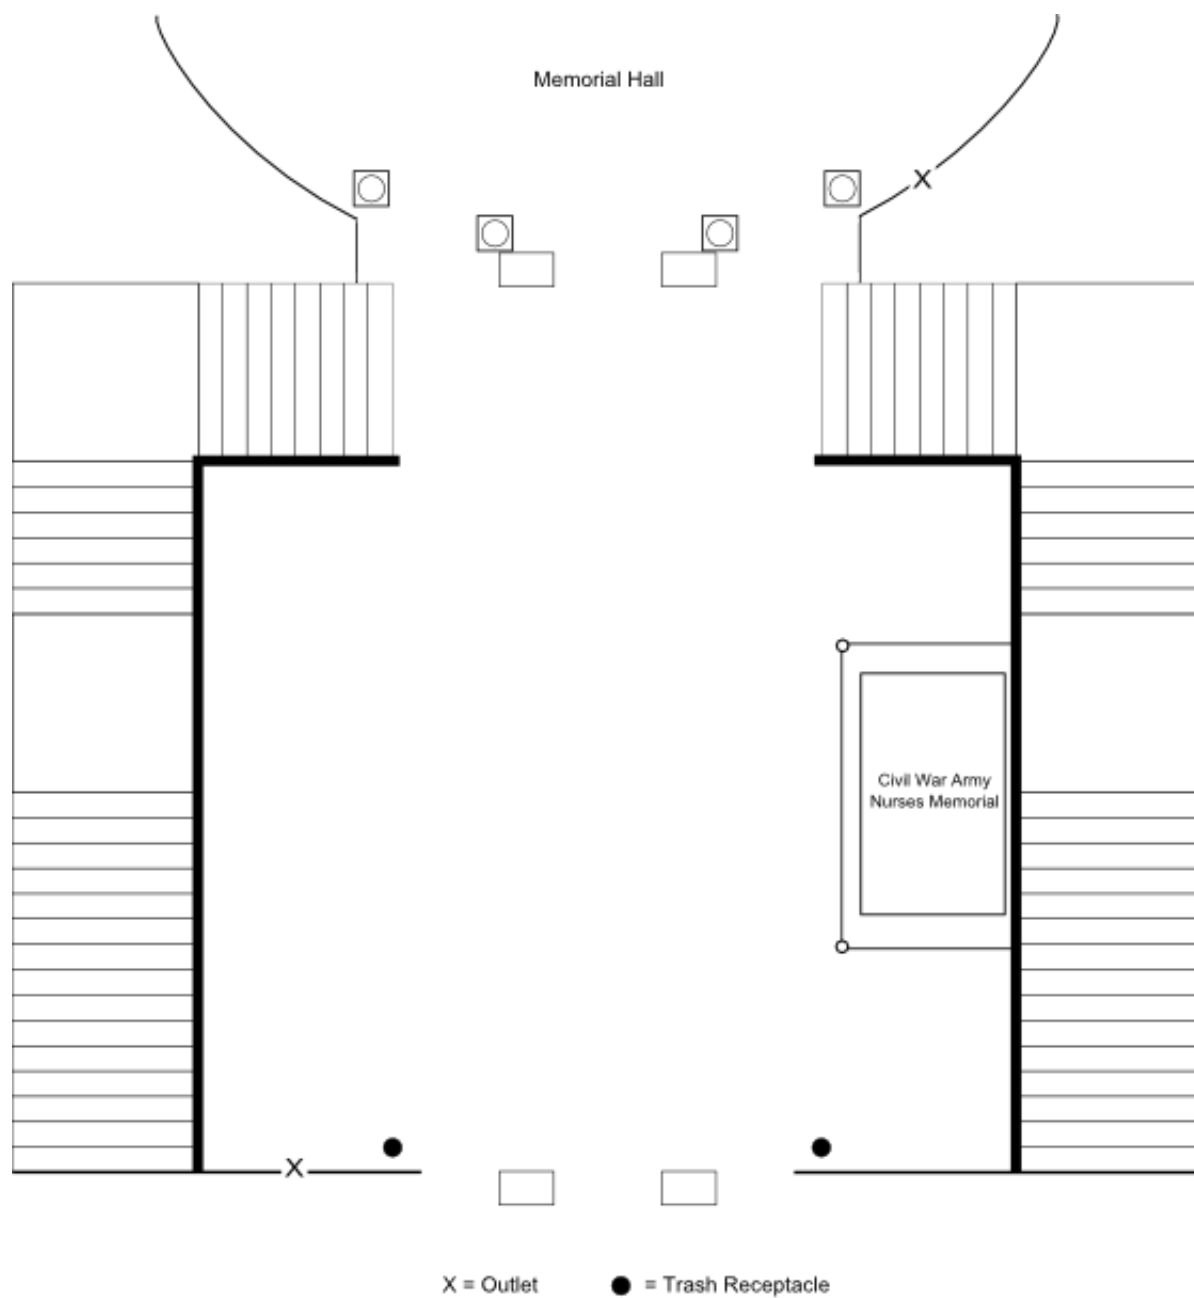 Memorial Hall
X
Civil War Army
Nurses Memorial
X
X = Outlet
= Trash Receptacle